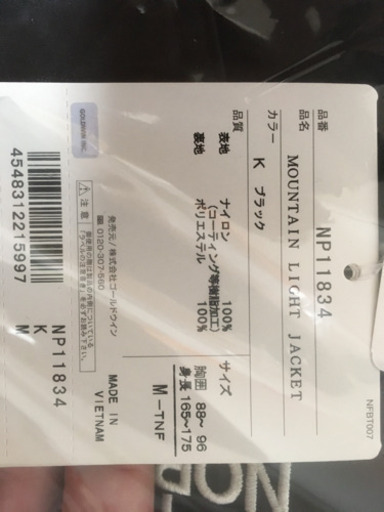 NFBT007
品番 NP11834
品名 MOUNTAIN LIGHT JACKET
カラー K ブラック
品質
表地 ナイロン 100%
(コーティング等機能加工)
裏地 ポリエステル 100%
サイズ
胸囲 88~ 96
身長 165~175
M-TNF
GOLDWIN INC.
発売元/株式会社ゴールドウイン
0120-307-560
MADE IN
VIETNAM
⚠注意
NP11834
K
M
4548312215997
NOR